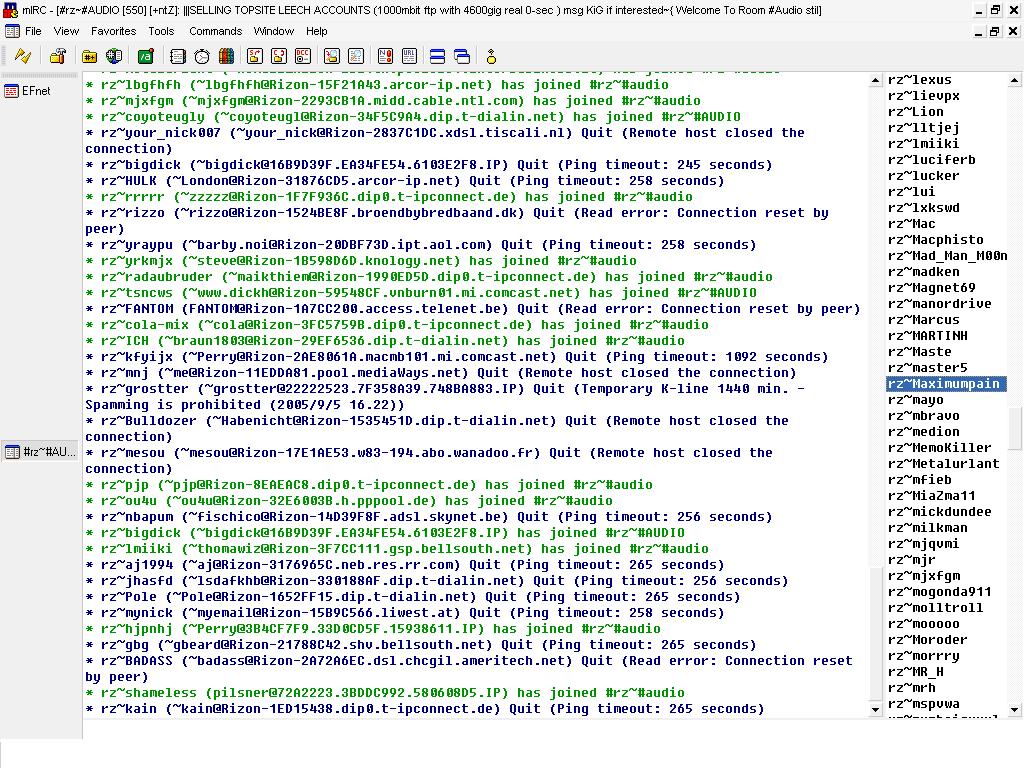 mIRC - [#rz~#AUDIO [550] [+ntZ]: |||SELLING TOPSITE LEECH ACCOUNTS (1000mbit ftp with 4600gig real 0-sec ) msg KiG if interested~{ Welcome To Room #Audio stil]
File View Favorites Tools Commands Window Help
EFnet
#rz~#AU...
* rz~lbgfhfh (~lbgfhfh@Rizon-15F21A43.arcor-ip.net) has joined #rz~#audio
* rz~mjxfgm (~mjxfgm@Rizon-2293CB1A.midd.cable.ntl.com) has joined #rz~#audio
* rz~coyoteugly (~coyoteugl@Rizon-34F5C9A4.dip.t-dialin.net) has joined #rz~#AUDIO
* rz~your_nick007 (~your_nick@Rizon-2837C1DC.xdsl.tiscali.nl) Quit (Remote host closed the
connection)
* rz~bigdick (~bigdick@16B9D39F.EA34FE54.6103E2F8.IP) Quit (Ping timeout: 245 seconds)
* rz~HULK (~London@Rizon-31876CD5.arcor-ip.net) Quit (Ping timeout: 258 seconds)
* rz~rrrrr (~zzzzz@Rizon-1F7F936C.dip0.t-ipconnect.de) has joined #rz~#audio
* rz~rizzo (~rizzo@Rizon-1524BE8F.broendbybredbaand.dk) Quit (Read error: Connection reset by
peer)
* rz~yraypu (~barby.noi@Rizon-20DBF73D.ipt.aol.com) Quit (Ping timeout: 258 seconds)
* rz~yrkmjx (~steve@Rizon-1B598D6D.knology.net) has joined #rz~#audio
* rz~radaubruder (~maikthiem@Rizon-1990ED5D.dip0.t-ipconnect.de) has joined #rz~#audio
* rz~tsncws (~www.dickh@Rizon-59548CF.vnburn01.mi.comcast.net) has joined #rz~#AUDIO
* rz~FANTOM (FANTOM@Rizon-1A7CC200.access.telenet.be) Quit (Read error: Connection reset by peer)
* rz~cola-mix (~cola@Rizon-3FC5759B.dip0.t-ipconnect.de) has joined #rz~#audio
* rz~ICH (~braun1803@Rizon-29EF6536.dip.t-dialin.net) has joined #rz~#audio
* rz~kfyijx (~Perry@Rizon-2AE8061A.macmb101.mi.comcast.net) Quit (Ping timeout: 1092 seconds)
* rz~mnj (~me@Rizon-11EDDA81.pool.mediaWays.net) Quit (Remote host closed the connection)
* rz~grostter (~grostter@22222523.7F358A39.748BA883.IP) Quit (Temporary K-line 1440 min. -
Spamming is prohibited (2005/9/5 16.22))
* rz~Bulldozer (~Habenicht@Rizon-1535451D.dip.t-dialin.net) Quit (Remote host closed the
connection)
* rz~mesou (~mesou@Rizon-17E1AE53.w83-194.abo.wanadoo.fr) Quit (Remote host closed the
connection)
* rz~pjp (~pjp@Rizon-8EAEAC8.dip0.t-ipconnect.de) has joined #rz~#audio
* rz~ou4u (~ou4u@Rizon-32E6003B.h.pppool.de) has joined #rz~#audio
* rz~nbapum (~fischico@Rizon-14D39F8F.adsl.skynet.be) Quit (Ping timeout: 256 seconds)
* rz~bigdick (~bigdick@16B9D39F.EA34FE54.6103E2F8.IP) has joined #rz~#audio
* rz~lmiiki (~thomawiz@Rizon-3F7CC111.gsp.bellsouth.net) has joined #rz~#audio
* rz~aj1994 (~aj@Rizon-3176965C.neb.res.rr.com) Quit (Ping timeout: 265 seconds)
* rz~jhasfd (~lsdafkhb@Rizon-330188AF.dip.t-dialin.net) Quit (Ping timeout: 256 seconds)
* rz~Pole (~Pole@Rizon-1652FF15.dip.t-dialin.net) Quit (Ping timeout: 265 seconds)
* rz~mynick (~myemail@Rizon-15B9C566.liwest.at) Quit (Ping timeout: 258 seconds)
* rz~hjpnhj (~Perry@3B4CF7F9.33D0CD5F.15938611.IP) has joined #rz~#audio
* rz~gbg (~gbeard@Rizon-21788C42.shv.bellsouth.net) Quit (Ping timeout: 265 seconds)
* rz~BADASS (~badass@Rizon-2A72A6EC.dsl.chcgil.ameritech.net) Quit (Read error: Connection reset
by peer)
* rz~shameless (pilsner@72A2223.3BDDC992.580608D5.IP) has joined #rz~#audio
* rz~kain (~kain@Rizon-1ED15438.dip0.t-ipconnect.de) Quit (Ping timeout: 265 seconds)
rz~lexus
rz~lievpx
rz~Lion
rz~lltjej
rz~lmiiki
rz~luciferb
rz~lucker
rz~lui
rz~lxkswd
rz~Mac
rz~Macphisto
rz~Mad_Man_M00n
rz~madken
rz~Magnet69
rz~manordrive
rz~Marcus
rz~MARTINH
rz~Maste
rz~master5
rz~Maximumpain
rz~mayo
rz~mbravo
rz~medion
rz~MemoKiller
rz~Metalurlant
rz~mfieb
rz~MiaZma11
rz~mickdundee
rz~milkman
rz~mjqvmi
rz~mjr
rz~mjxfgm
rz~mogonda911
rz~molltroll
rz~mooooo
rz~Moroder
rz~morrry
rz~MR_H
rz~mrh
rz~mspvwa